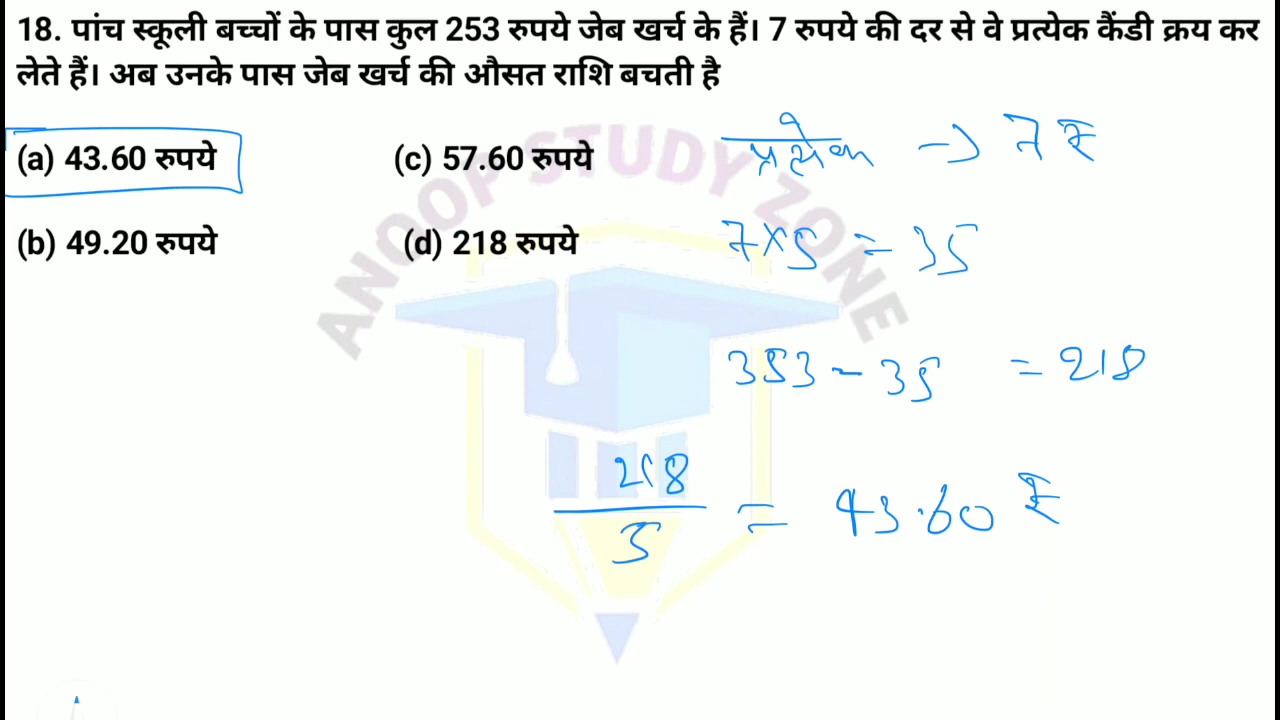 18. पांच स्कूली बच्चों के पास कुल 253 रुपये जेब खर्च के हैं। 7 रुपये की दर से वे प्रत्येक कैंडी क्रय कर
लेते हैं। अब उनके पास जेब खर्च की औसत राशि बचती है
(a) 43.60 रुपये
(c) 57.60 रुपये
प्रत्येक → 7 ₹
(b) 49.20 रुपये
(d) 218 रुपये
7×5 = 35
ANOOP STUDY ZONE
353 - 35 = 218
218
5
= 43.60 ₹